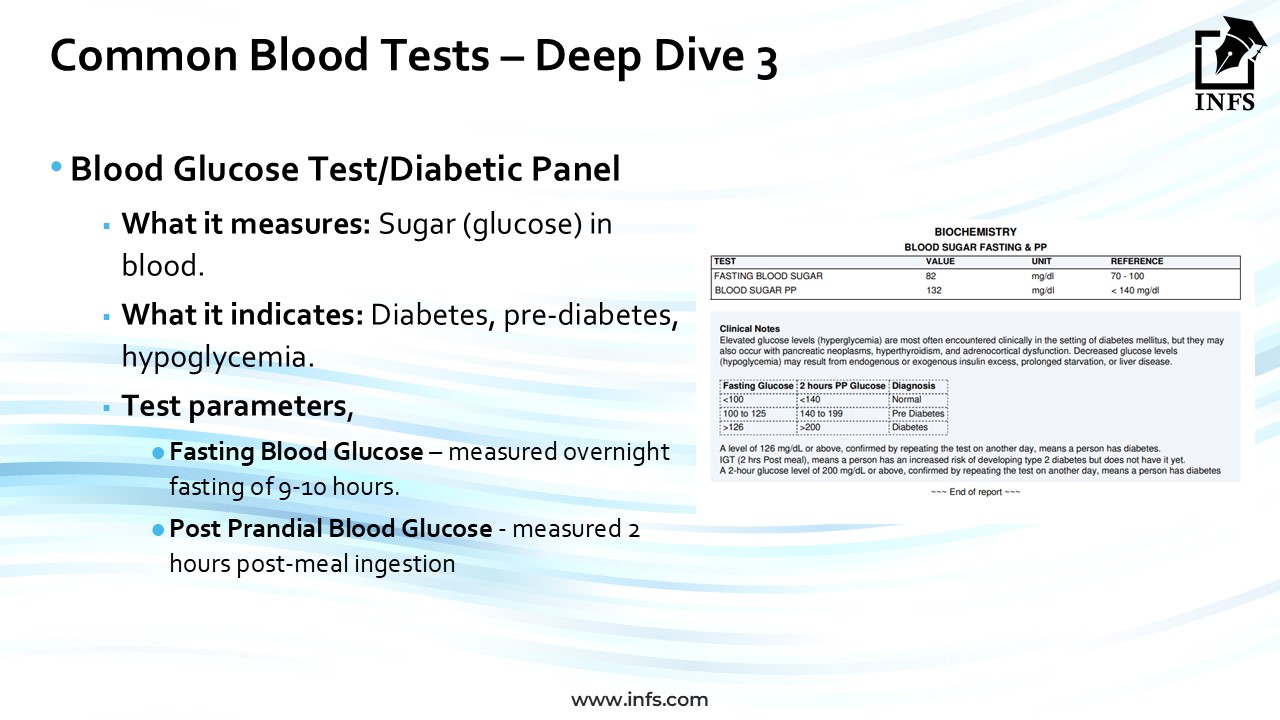 Common Blood Tests – Deep Dive 3
INFS
• Blood Glucose Test/Diabetic Panel
▪ What it measures: Sugar (glucose) in
blood.
▪ What it indicates: Diabetes, pre-diabetes,
hypoglycemia.
▪ Test parameters,
● Fasting Blood Glucose – measured overnight
fasting of 9-10 hours.
● Post Prandial Blood Glucose - measured 2
hours post-meal ingestion
BIOCHEMISTRY
BLOOD SUGAR FASTING & PP
TEST VALUE UNIT REFERENCE
FASTING BLOOD SUGAR 82 mg/dl 70 - 100
BLOOD SUGAR PP 132 mg/dl < 140 mg/dl
Clinical Notes
Elevated glucose levels (hyperglycemia) are most often encountered clinically in the setting of diabetes mellitus, but they may
also occur with pancreatic neoplasms, hyperthyroidism, and adrenocortical dysfunction. Decreased glucose levels
(hypoglycemia) may result from endogenous or exogenous insulin excess, prolonged starvation, or liver disease.
Fasting Glucose 2 hours PP Glucose Diagnosis
<100 <140 Normal
100 to 125 140 to 199 Pre Diabetes
>126 >200 Diabetes
A level of 126 mg/dL or above, confirmed by repeating the test on another day, means a person has diabetes.
IGT (2 hrs Post meal), means a person has an increased risk of developing type 2 diabetes but does not have it yet.
A 2-hour glucose level of 200 mg/dL or above, confirmed by repeating the test on another day, means a person has diabetes
~~~ End of report ~~~
www.infs.com